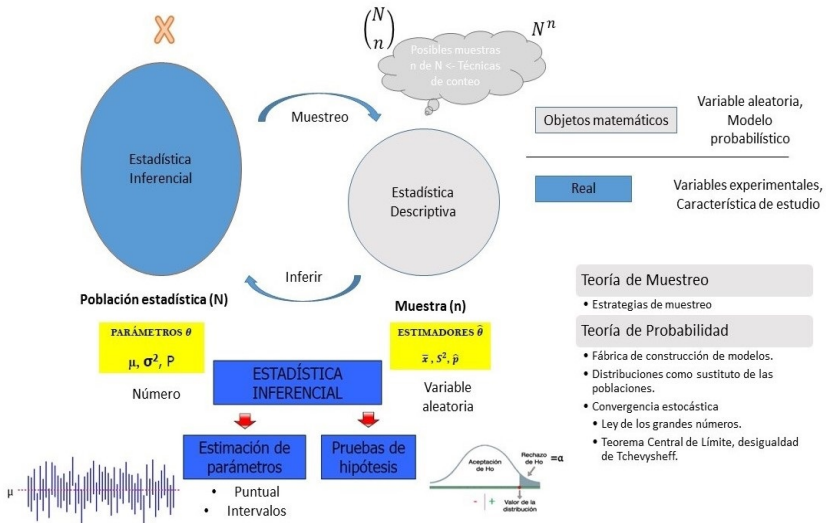 X
(N n)
Nⁿ
Posibles muestras
n de N <- Técnicas
de conteo
Muestreo
Objetos matemáticos
Variable aleatoria,
Modelo
probabilístico
Estadística
Inferencial
Estadística
Descriptiva
Real
Variables experimentales,
Característica de estudio
Inferir
Población estadística (N)
Muestra (n)
PARÁMETROS θ
μ, σ², P
Número
ESTIMADORES θ̂
x̄ , S², p̂
Variable
aleatoria
ESTADÍSTICA
INFERENCIAL
Estimación de
parámetros
• Puntual
• Intervalos
Pruebas de
hipótesis
μ
Aceptación
de Ho
Rechazo
de Ho
=α
- | +
Valor de la
distribución
Teoría de Muestreo
• Estrategias de muestreo
Teoría de Probabilidad
• Fábrica de construcción de modelos.
• Distribuciones como sustituto de las
poblaciones.
• Convergencia estocástica
• Ley de los grandes números.
• Teorema Central de Límite, desigualdad
de Tchevysheff.